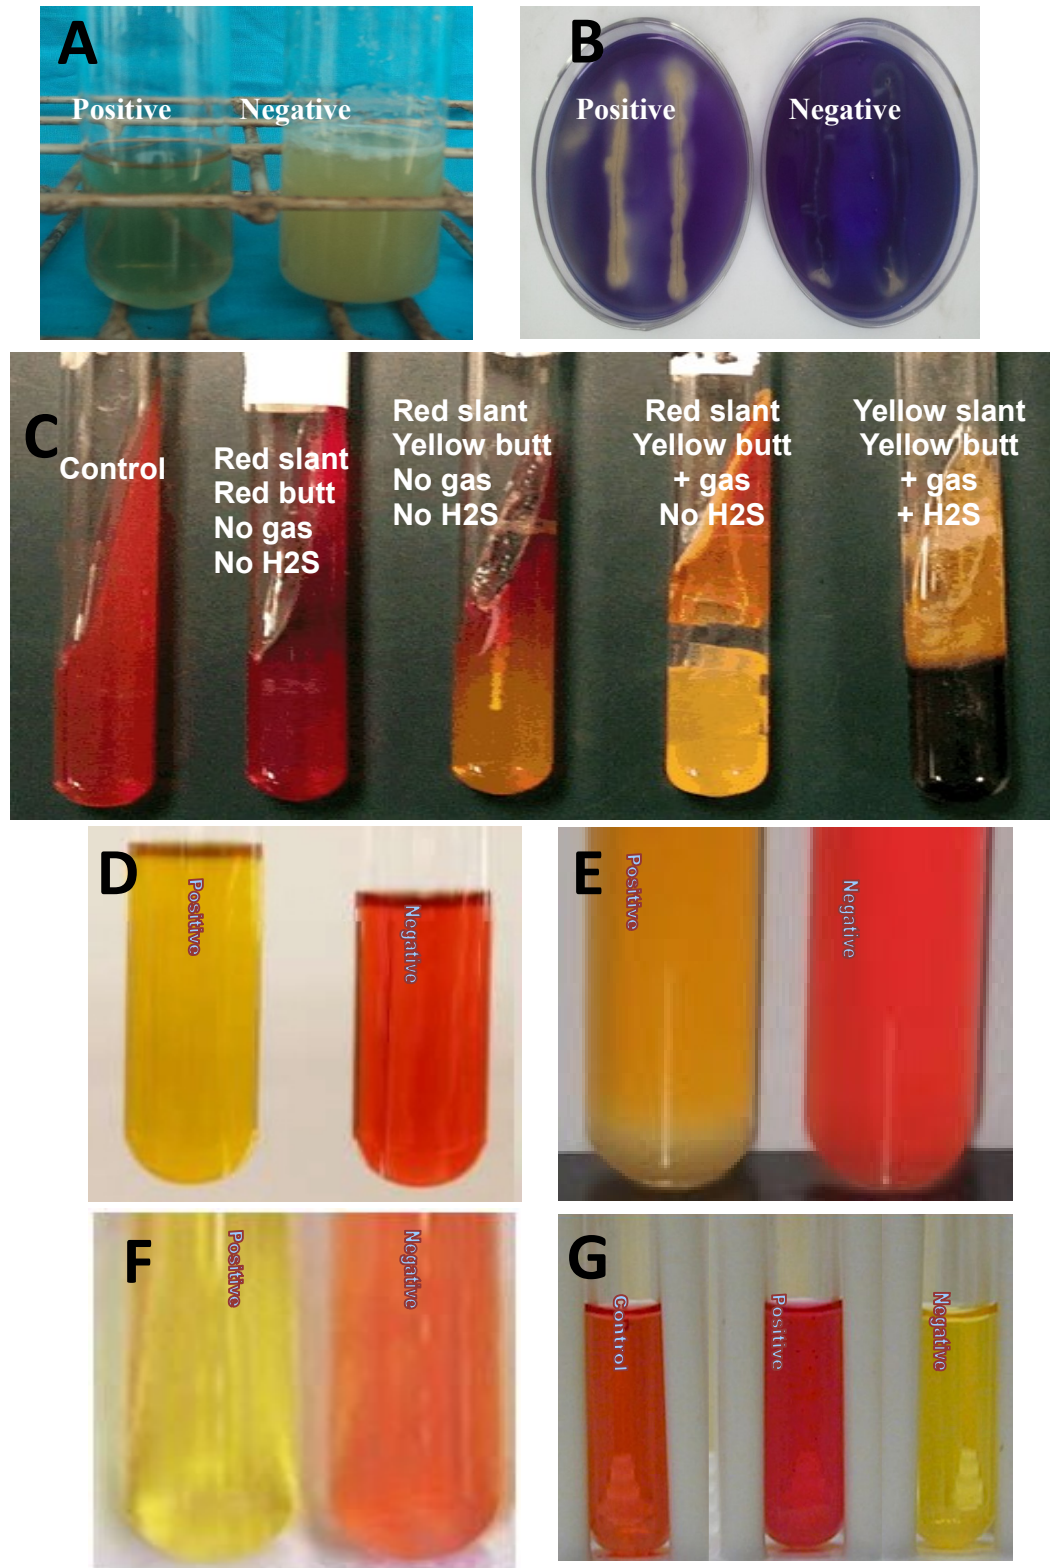 A
Positive
Negative
B
Positive
Negative
C
Control
Red slant
Red butt
No gas
No H2S
Red slant
Yellow butt
No gas
No H2S
Red slant
Yellow butt
+ gas
No H2S
Yellow slant
Yellow butt
+ gas
+ H2S
D
Positive
Negative
E
Positive
Negative
F
Positive
Negative
G
Control
Positive
Negative